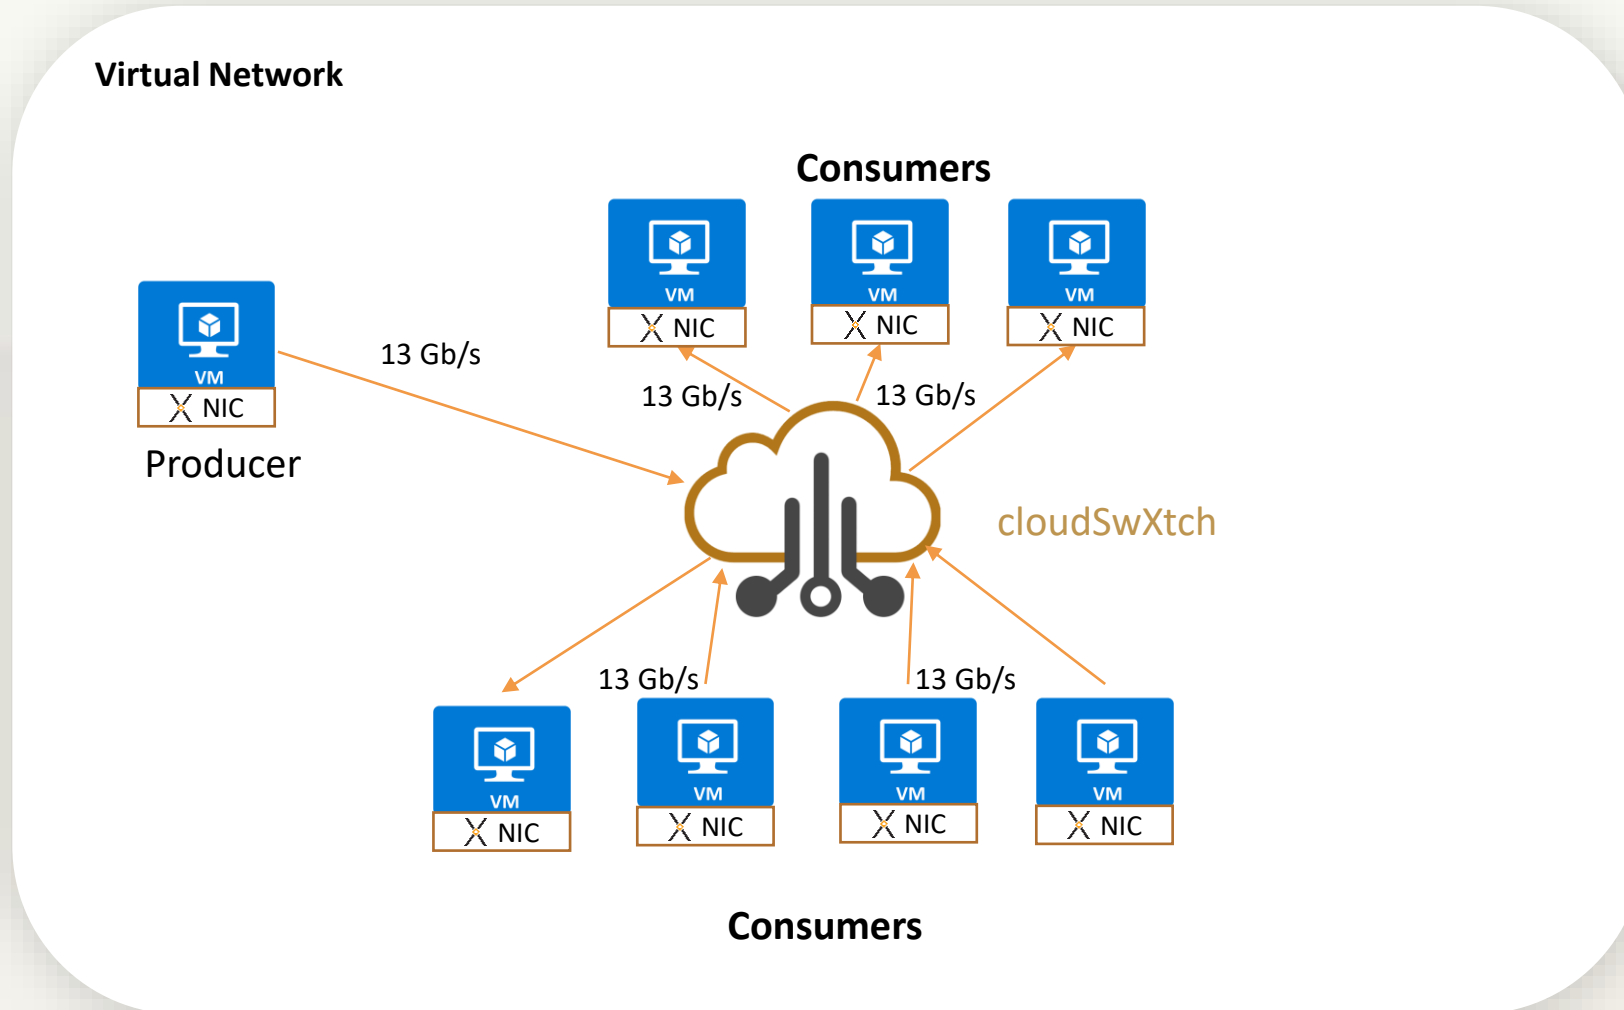 Virtual Network
Consumers
VM
NIC
VM
NIC
VM
NIC
VM
NIC
Producer
13 Gb/s
13 Gb/s
13 Gb/s
cloudSwXtch
13 Gb/s
13 Gb/s
VM
NIC
VM
NIC
VM
NIC
VM
NIC
Consumers